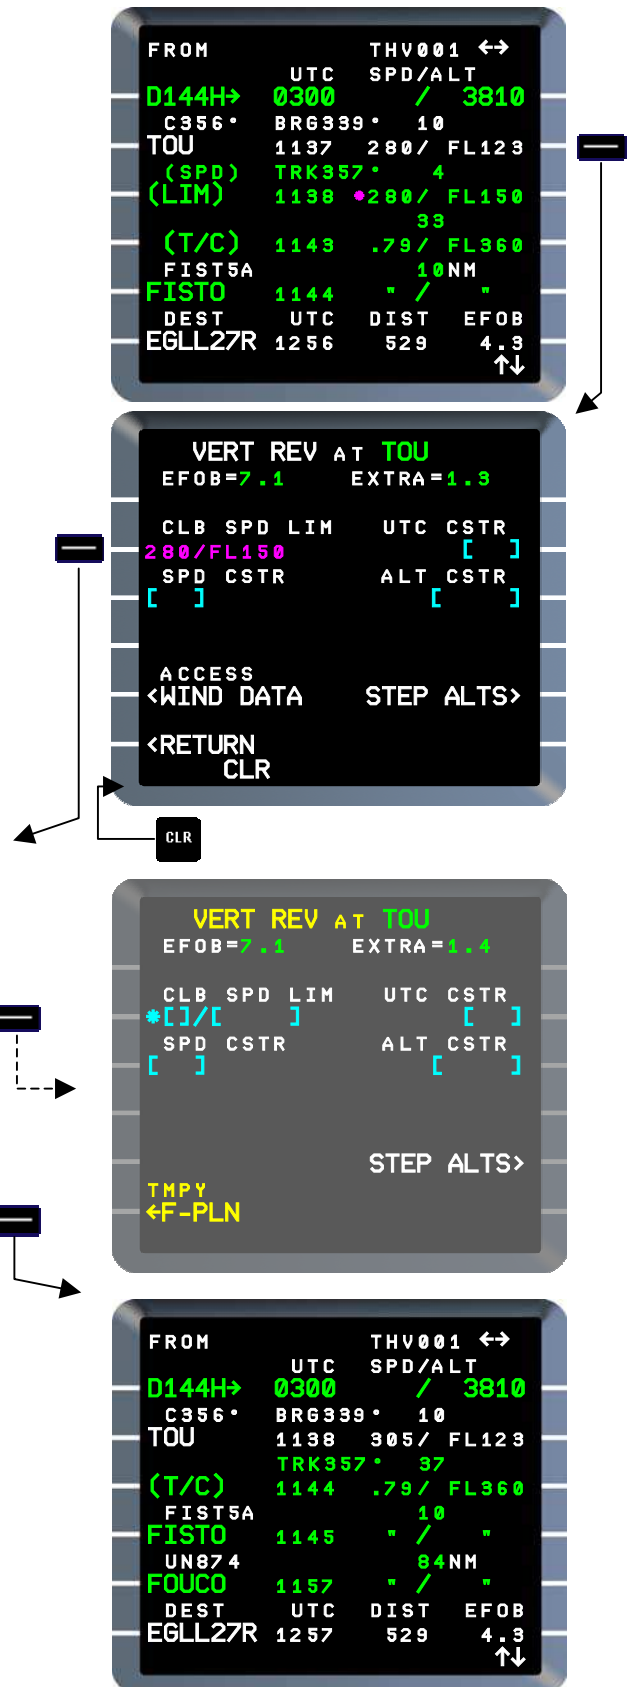 FROM THV001 ↔
UTC SPD/ALT
D144H→ 0300 / 3810
C356° BRG339° 10
TOU 1137 280/ FL123
(SPD) TRK357° 4
(LIM) 1138 *280/ FL150
33
(T/C) 1143 .79/ FL360
FIST5A 10NM
FISTO 1144 " / "
DEST UTC DIST EFOB
EGLL27R 1256 529 4.3
↑↓
VERT REV AT TOU
EFOB=7.1 EXTRA=1.3
CLB SPD LIM UTC CSTR
280/FL150 [ ]
SPD CSTR ALT CSTR
[ ] [ ]
ACCESS
<WIND DATA STEP ALTS>
<RETURN
CLR
CLR
VERT REV AT TOU
EFOB=7.1 EXTRA=1.4
CLB SPD LIM UTC CSTR
*[ ]/[ ] [ ]
SPD CSTR ALT CSTR
[ ] [ ]
STEP ALTS>
TMPY
←F-PLN
FROM THV001 ↔
UTC SPD/ALT
D144H→ 0300 / 3810
C356° BRG339° 10
TOU 1138 305/ FL123
TRK357° 37
(T/C) 1144 .79/ FL360
FIST5A 10
FISTO 1145 " / "
UN874 84NM
FOUCO 1157 " / "
DEST UTC DIST EFOB
EGLL27R 1257 529 4.3
↑↓